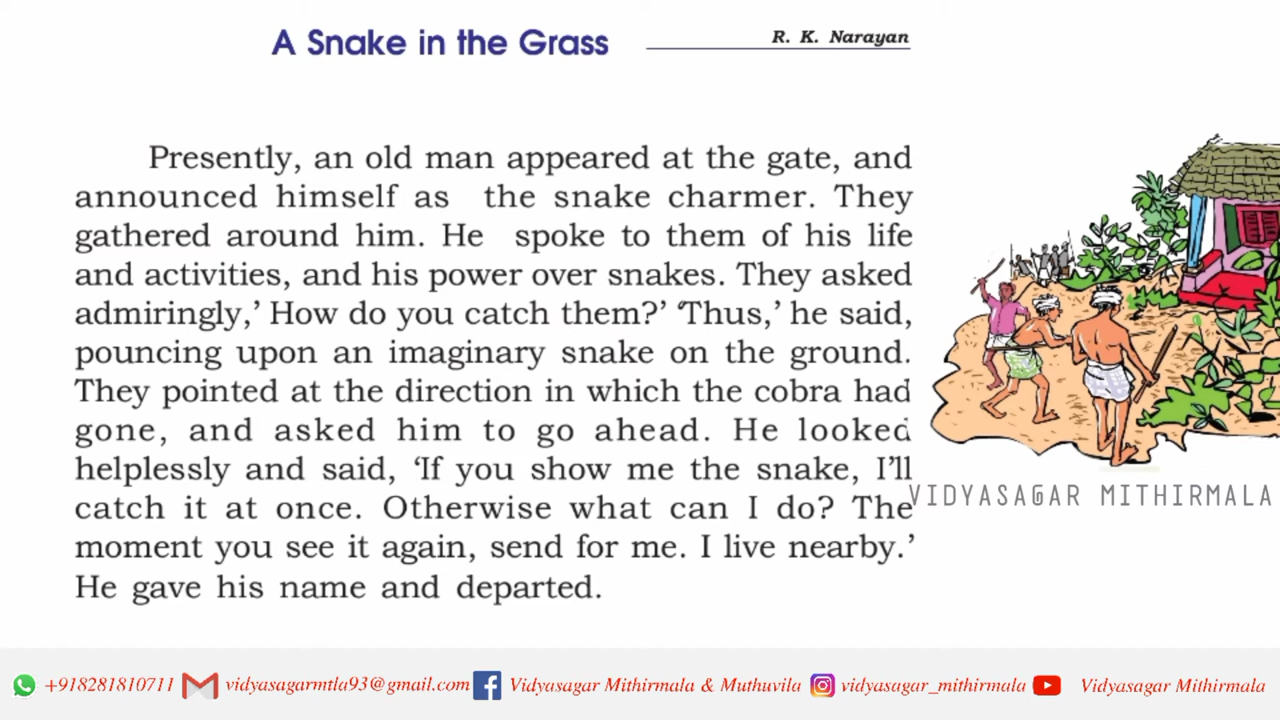 A Snake in the Grass
R. K. Narayan
Presently, an old man appeared at the gate, and
announced himself as the snake charmer. They
gathered around him. He spoke to them of his life
and activities, and his power over snakes. They asked
admiringly,’ How do you catch them?’ ‘Thus,’ he said,
pouncing upon an imaginary snake on the ground.
They pointed at the direction in which the cobra had
gone, and asked him to go ahead. He looked
helplessly and said, ‘If you show me the snake, I’ll
catch it at once. Otherwise what can I do? The
moment you see it again, send for me. I live nearby.’
He gave his name and departed.
VIDYASAGAR MITHIRMALA
+918281810711 vidyasagarmtla93@gmail.com Vidyasagar Mithirmala & Muthuvila vidyasagar_mithirmala Vidyasagar Mithirmala